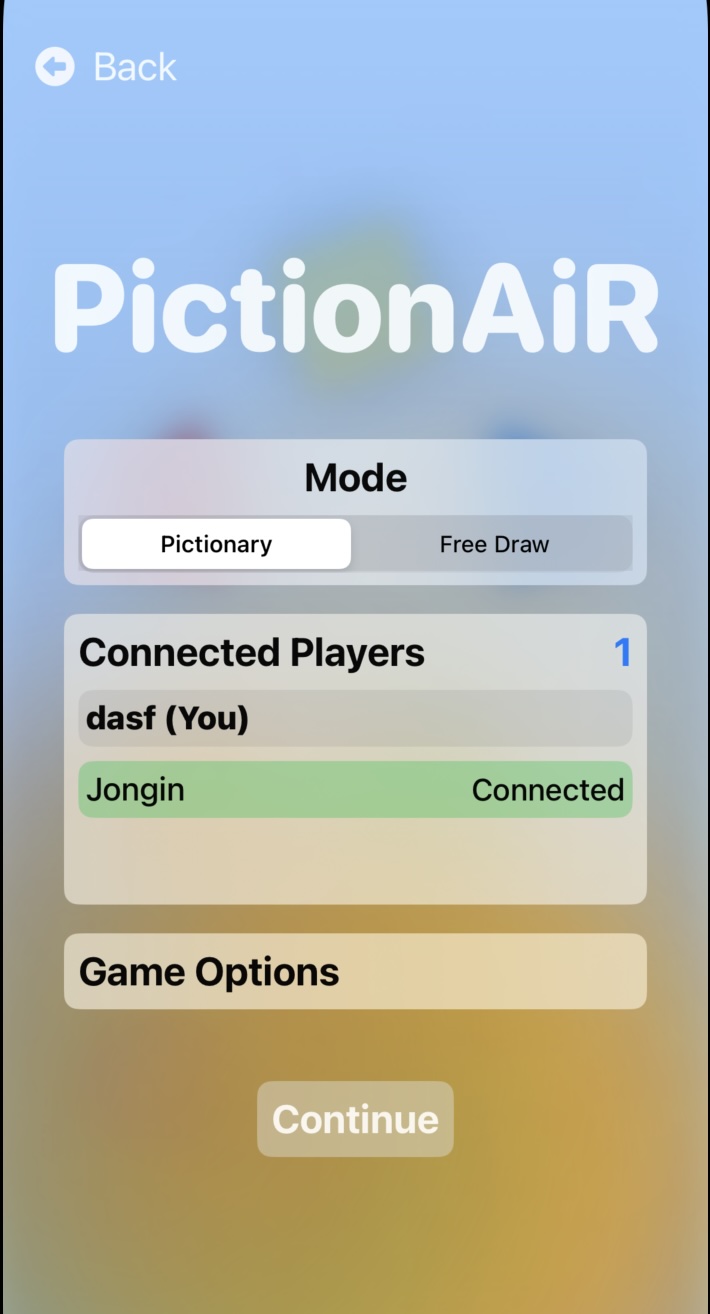 Back
PictionAiR
Mode
Pictionary Free Draw
Connected Players 1
dasf (You)
Jongin Connected
Game Options
Continue